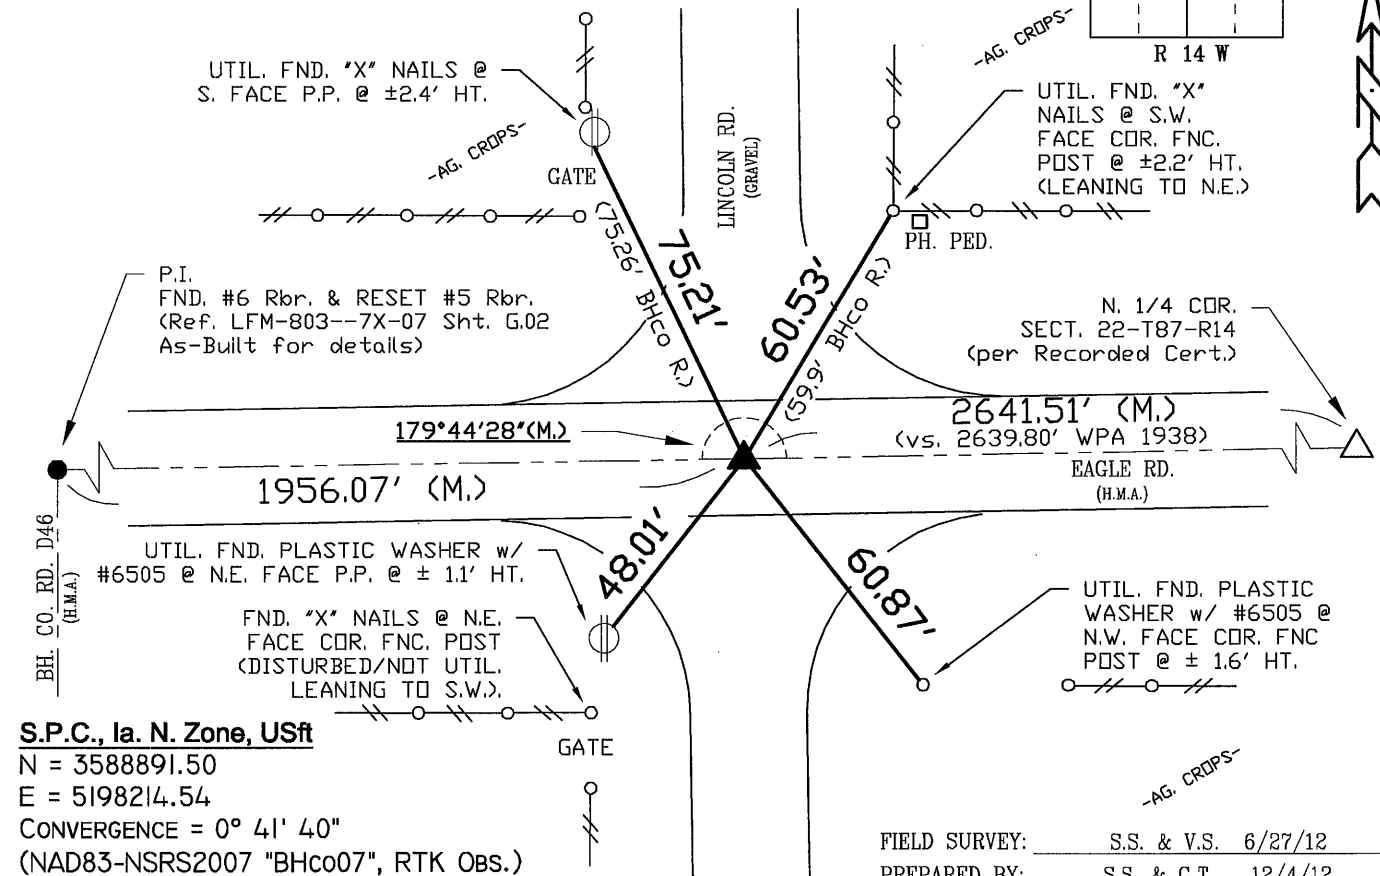 -AG. CROPS-
R 14 W
UTIL. FND. "X" NAILS @
S. FACE P.P. @ ±2.4' HT.
UTIL. FND. "X"
NAILS @ S.W.
FACE COR. FNC.
POST @ ±2.2' HT.
(LEANING TO N.E.)
-AG. CROPS-
GATE
LINCOLN RD.
(GRAVEL)
PH. PED.
(75.26' BHco R.)
75.21'
60.53'
(59.9' BHco R.)
P.I.
FND. #6 Rbr. & RESET #5 Rbr.
(Ref. LFM-803--7X-07 Sht. G.02
As-Built for details)
N. 1/4 COR.
SECT. 22-T87-R14
(per Recorded Cert.)
179°44'28"(M.)
2641.51' (M.)
(vs. 2639.80' WPA 1938)
1956.07' (M.)
EAGLE RD.
(H.M.A.)
BH. CO. RD. D46
(H.M.A.)
UTIL. FND. PLASTIC WASHER w/
#6505 @ N.E. FACE P.P. @ ± 1.1' HT.
48.01'
60.87'
FND. "X" NAILS @ N.E.
FACE COR. FNC. POST
(DISTURBED/NOT UTIL.
LEANING TO S.W.).
UTIL. FND. PLASTIC
WASHER w/ #6505 @
N.W. FACE COR. FNC
POST @ ± 1.6' HT.
GATE
S.P.C., Ia. N. Zone, USft
N = 3588891.50
E = 5198214.54
CONVERGENCE = 0° 41' 40"
(NAD83-NSRS2007 "BHco07", RTK OBS.)
-AG. CROPS-
FIELD SURVEY: S.S. & V.S. 6/27/12
PREPARED BY: S.S. & C.T. 12/4/12